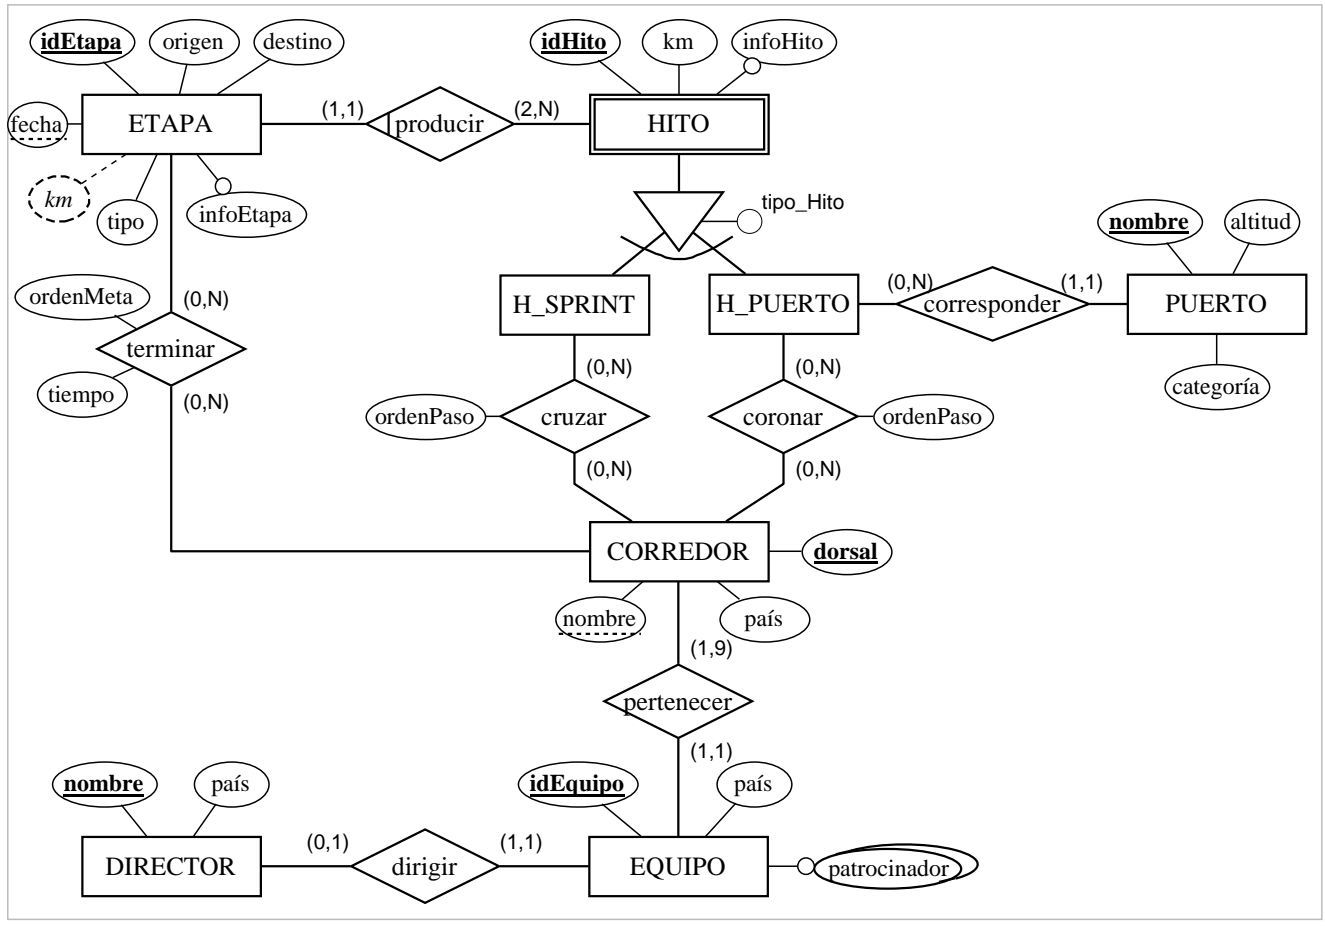 idEtapa
origen
destino
idHito
km
infoHito
fecha
ETAPA
(1,1)
producir
(2,N)
HITO
km
tipo
infoEtapa
tipo_Hito
nombre
altitud
ordenMeta
(0,N)
H_SPRINT
H_PUERTO
(0,N)
corresponder
(1,1)
PUERTO
terminar
tiempo
(0,N)
(0,N)
(0,N)
categoría
ordenPaso
cruzar
coronar
ordenPaso
(0,N)
(0,N)
CORREDOR
dorsal
nombre
país
(1,9)
pertenecer
(1,1)
nombre
país
idEquipo
país
DIRECTOR
(0,1)
dirigir
(1,1)
EQUIPO
patrocinador